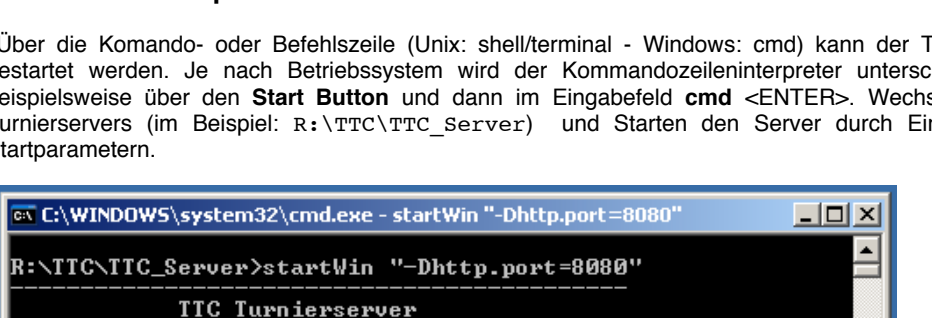 Über die Komando- oder Befehlszeile (Unix: shell/terminal - Windows: cmd) kann der
estartet werden. Je nach Betriebssystem wird der Kommandozeileninterpreter untersc
eispielsweise über den Start Button und dann im Eingabefeld cmd <ENTER>. Wechs
urnierservers (im Beispiel: R:\TTC\TTC_Server) und Starten den Server durch Ein
tartparametern.
C:\WINDOWS\system32\cmd.exe - startWin "-Dhttp.port=8080"
R:\TTC\TTC_Server>startWin "-Dhttp.port=8080"
--------------------------------------------
TTC Turnierserver